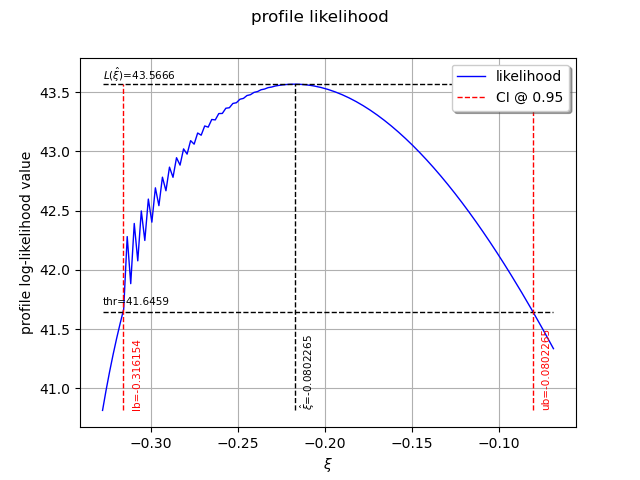 profile likelihood
L(ξ̂)=43.5666
likelihood
CI @ 0.95
43.5
43.0
42.5
42.0
41.5
41.0
profile log-likelihood value
thr=41.6459
lb=-0.316154
ξ̂=-0.0802265
ub=-0.0802265
−0.30
−0.25
−0.20
−0.15
−0.10
ξ